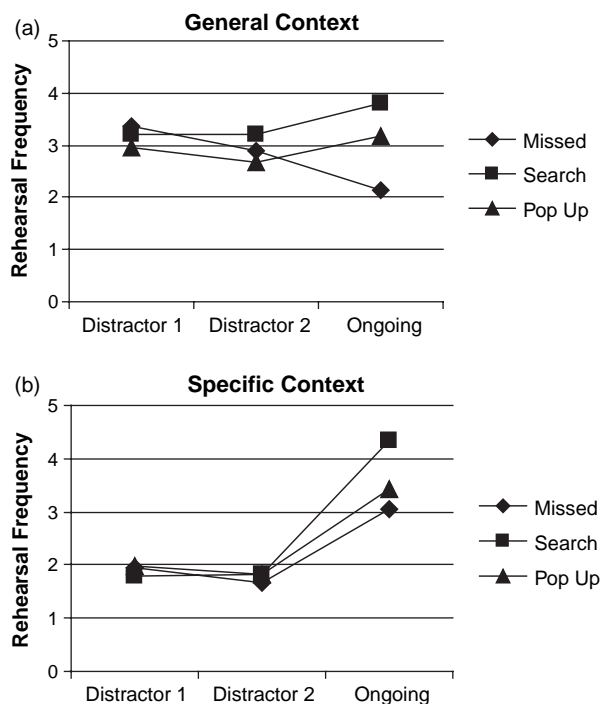 (a)
General Context
Rehearsal Frequency
5
4
3
2
1
0
Distractor 1 Distractor 2 Ongoing
Missed
Search
Pop Up
(b)
Specific Context
Rehearsal Frequency
5
4
3
2
1
0
Distractor 1 Distractor 2 Ongoing
Missed
Search
Pop Up